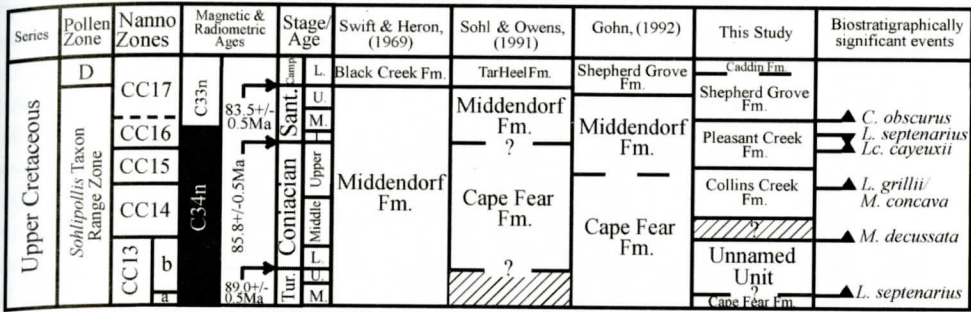 Series
Pollen
Zone
Nanno
Zones
Magnetic &
Radiometric
Ages
Stage/
Age
Swift & Heron,
(1969)
Sohl & Owens,
(1991)
Gohn, (1992)
This Study
Biostratigraphically
significant events
Upper Cretaceous
D
Sohlipollis Taxon
Range Zone
CC17
CC16
CC15
CC14
CC13
b
a
C33n
C34n
83.5+/-
0.5Ma
85.8+/-0.5Ma
89.0+/-
0.5Ma
Camp.
Sant.
Coniacian
Tur.
L.
U.
M.
Upper
Middle
L.
U.
M.
Black Creek Fm.
Middendorf
Fm.
TarHeel Fm.
Middendorf
Fm.
?
Cape Fear
Fm.
?
Shepherd Grove
Fm.
Middendorf
Fm.
Cape Fear
Fm.
Caddin Fm.
Shepherd Grove
Fm.
Pleasant Creek
Fm.
Collins Creek
Fm.
?
Unnamed
Unit
?
Cape Fear Fm.
C. obscurus
L. septenarius
Lc. cayeuxii
L. grillii/
M. concava
M. decussata
L. septenarius